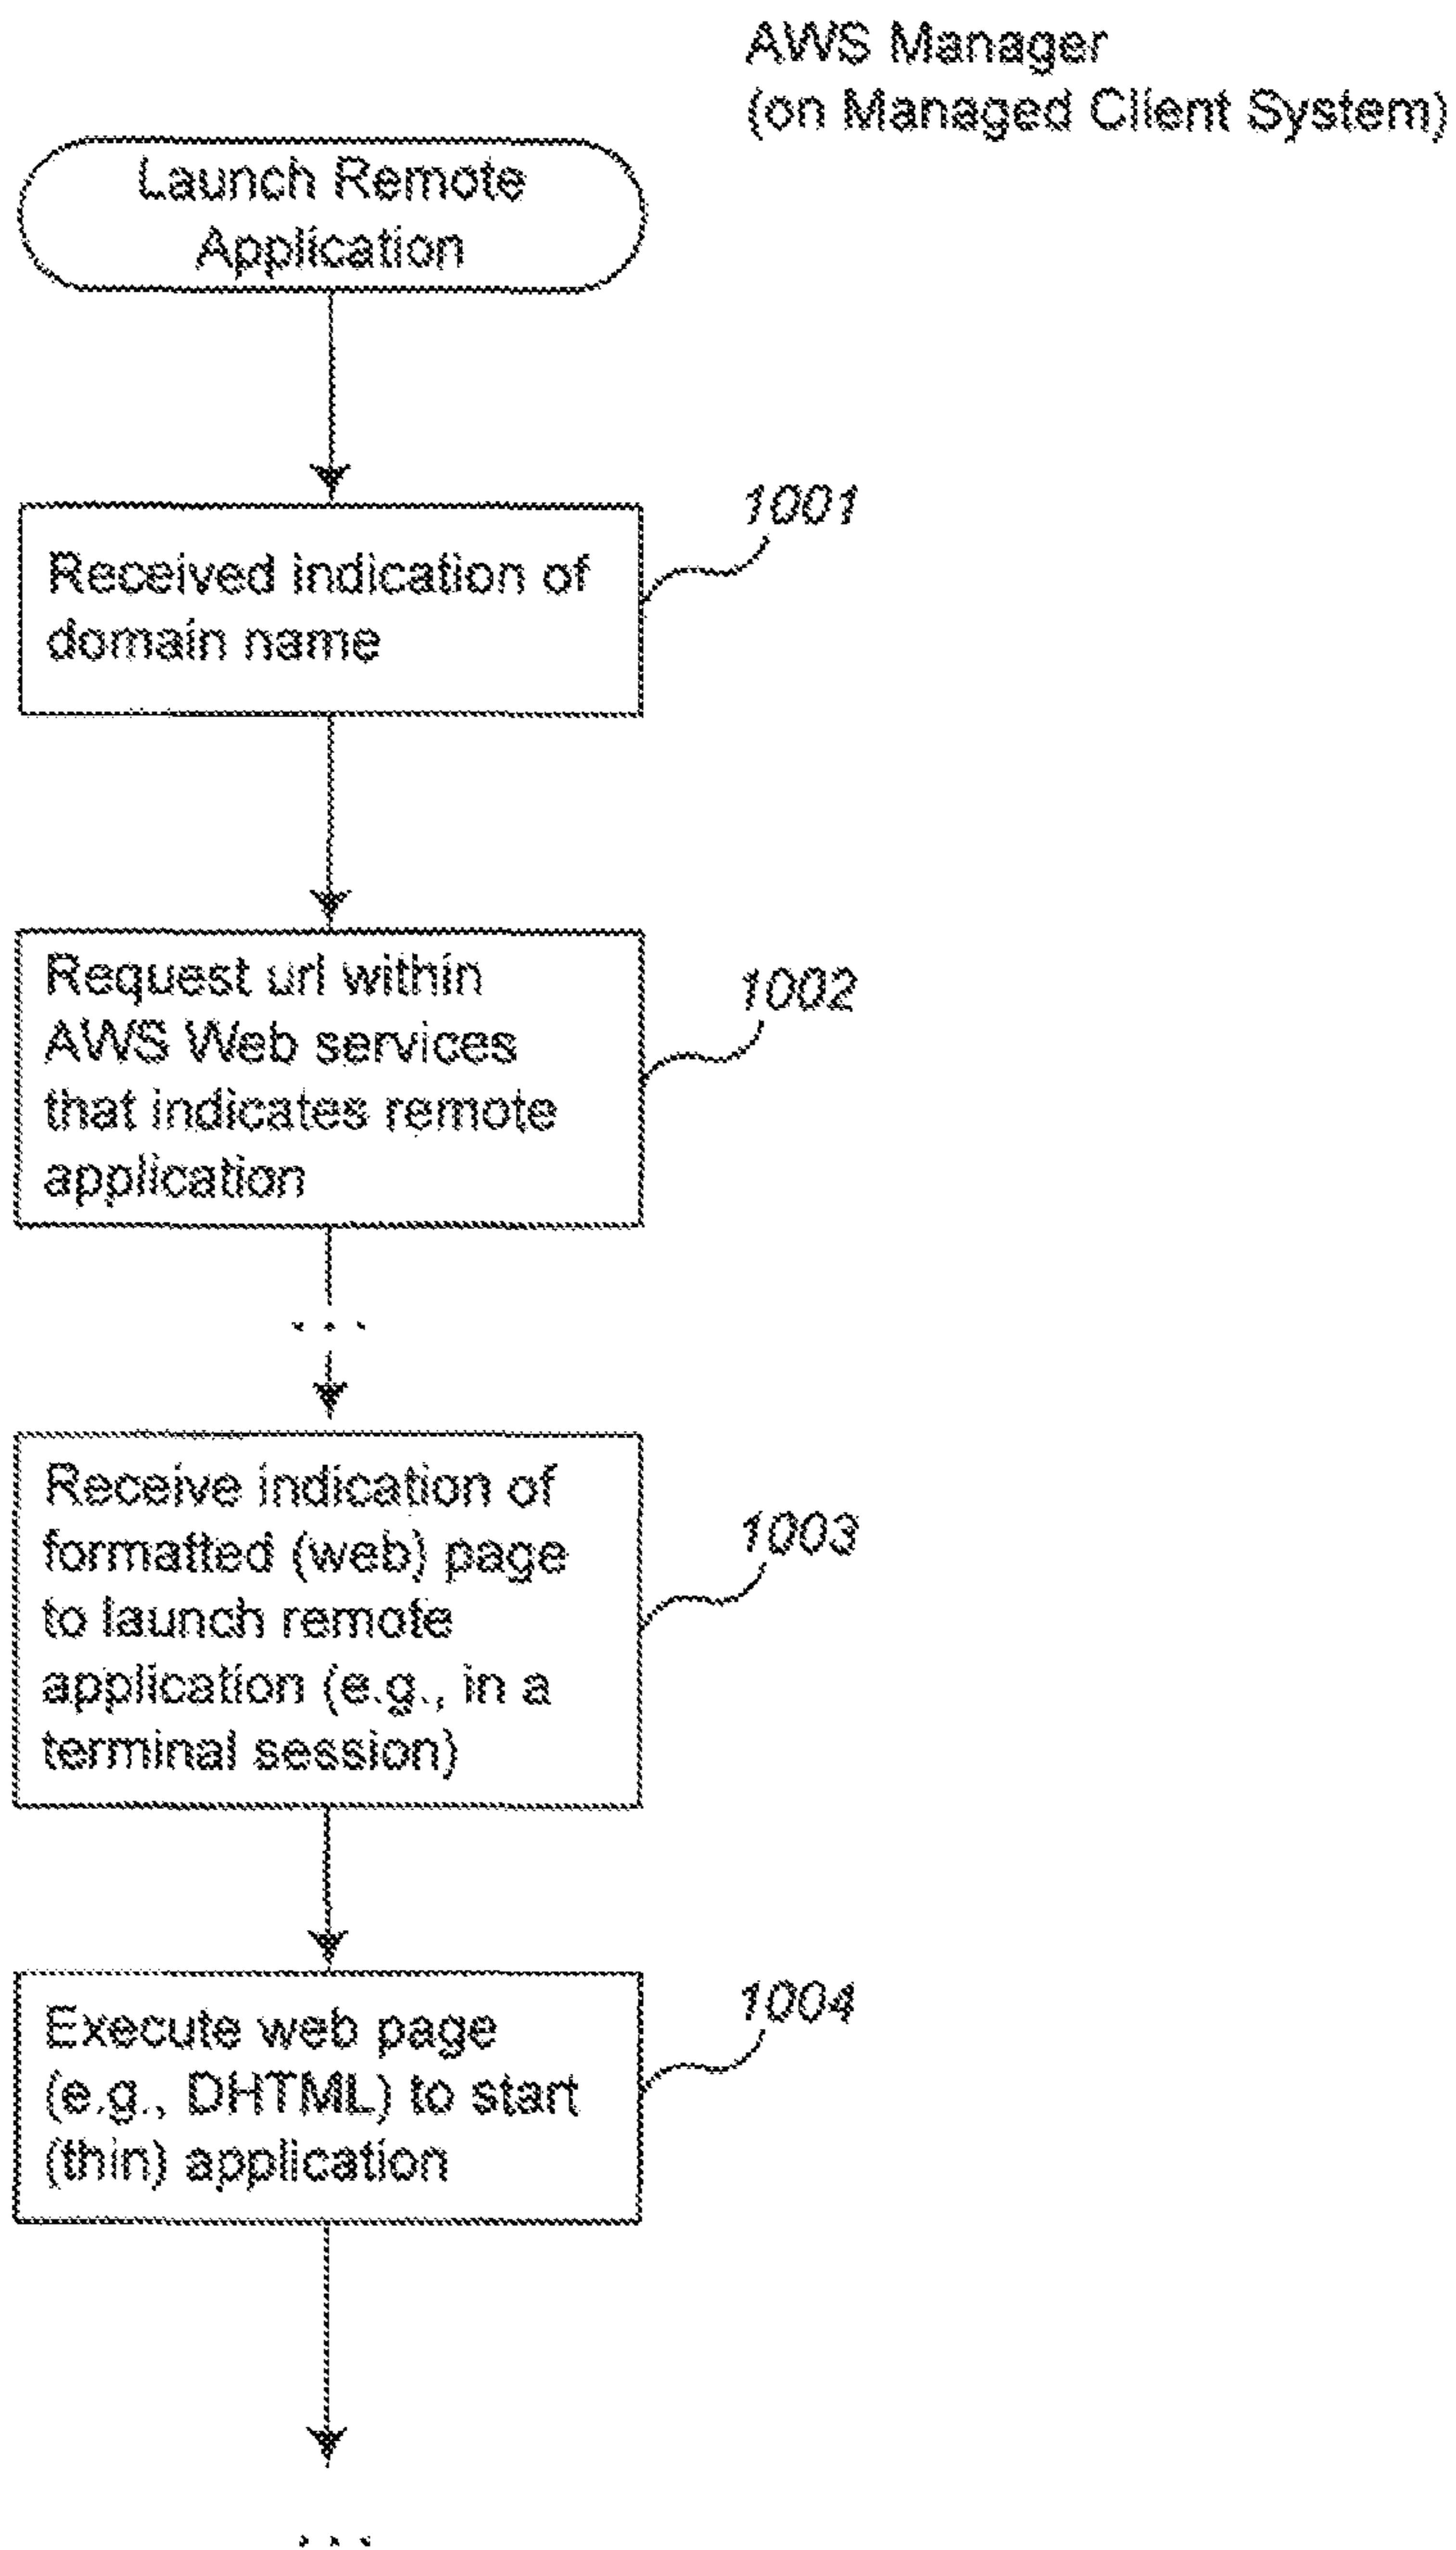 AWS Manager
(on Managed Client System)
Launch Remote
Application
1001
Received indication of
domain name
1002
Request url within
AWS Web services
that indicates remote
application
...
1003
Receive indication of
formatted (web) page
to launch remote
application (e.g., in a
terminal session)
1004
Execute web page
(e.g., DHTML) to start
(thin) application
...